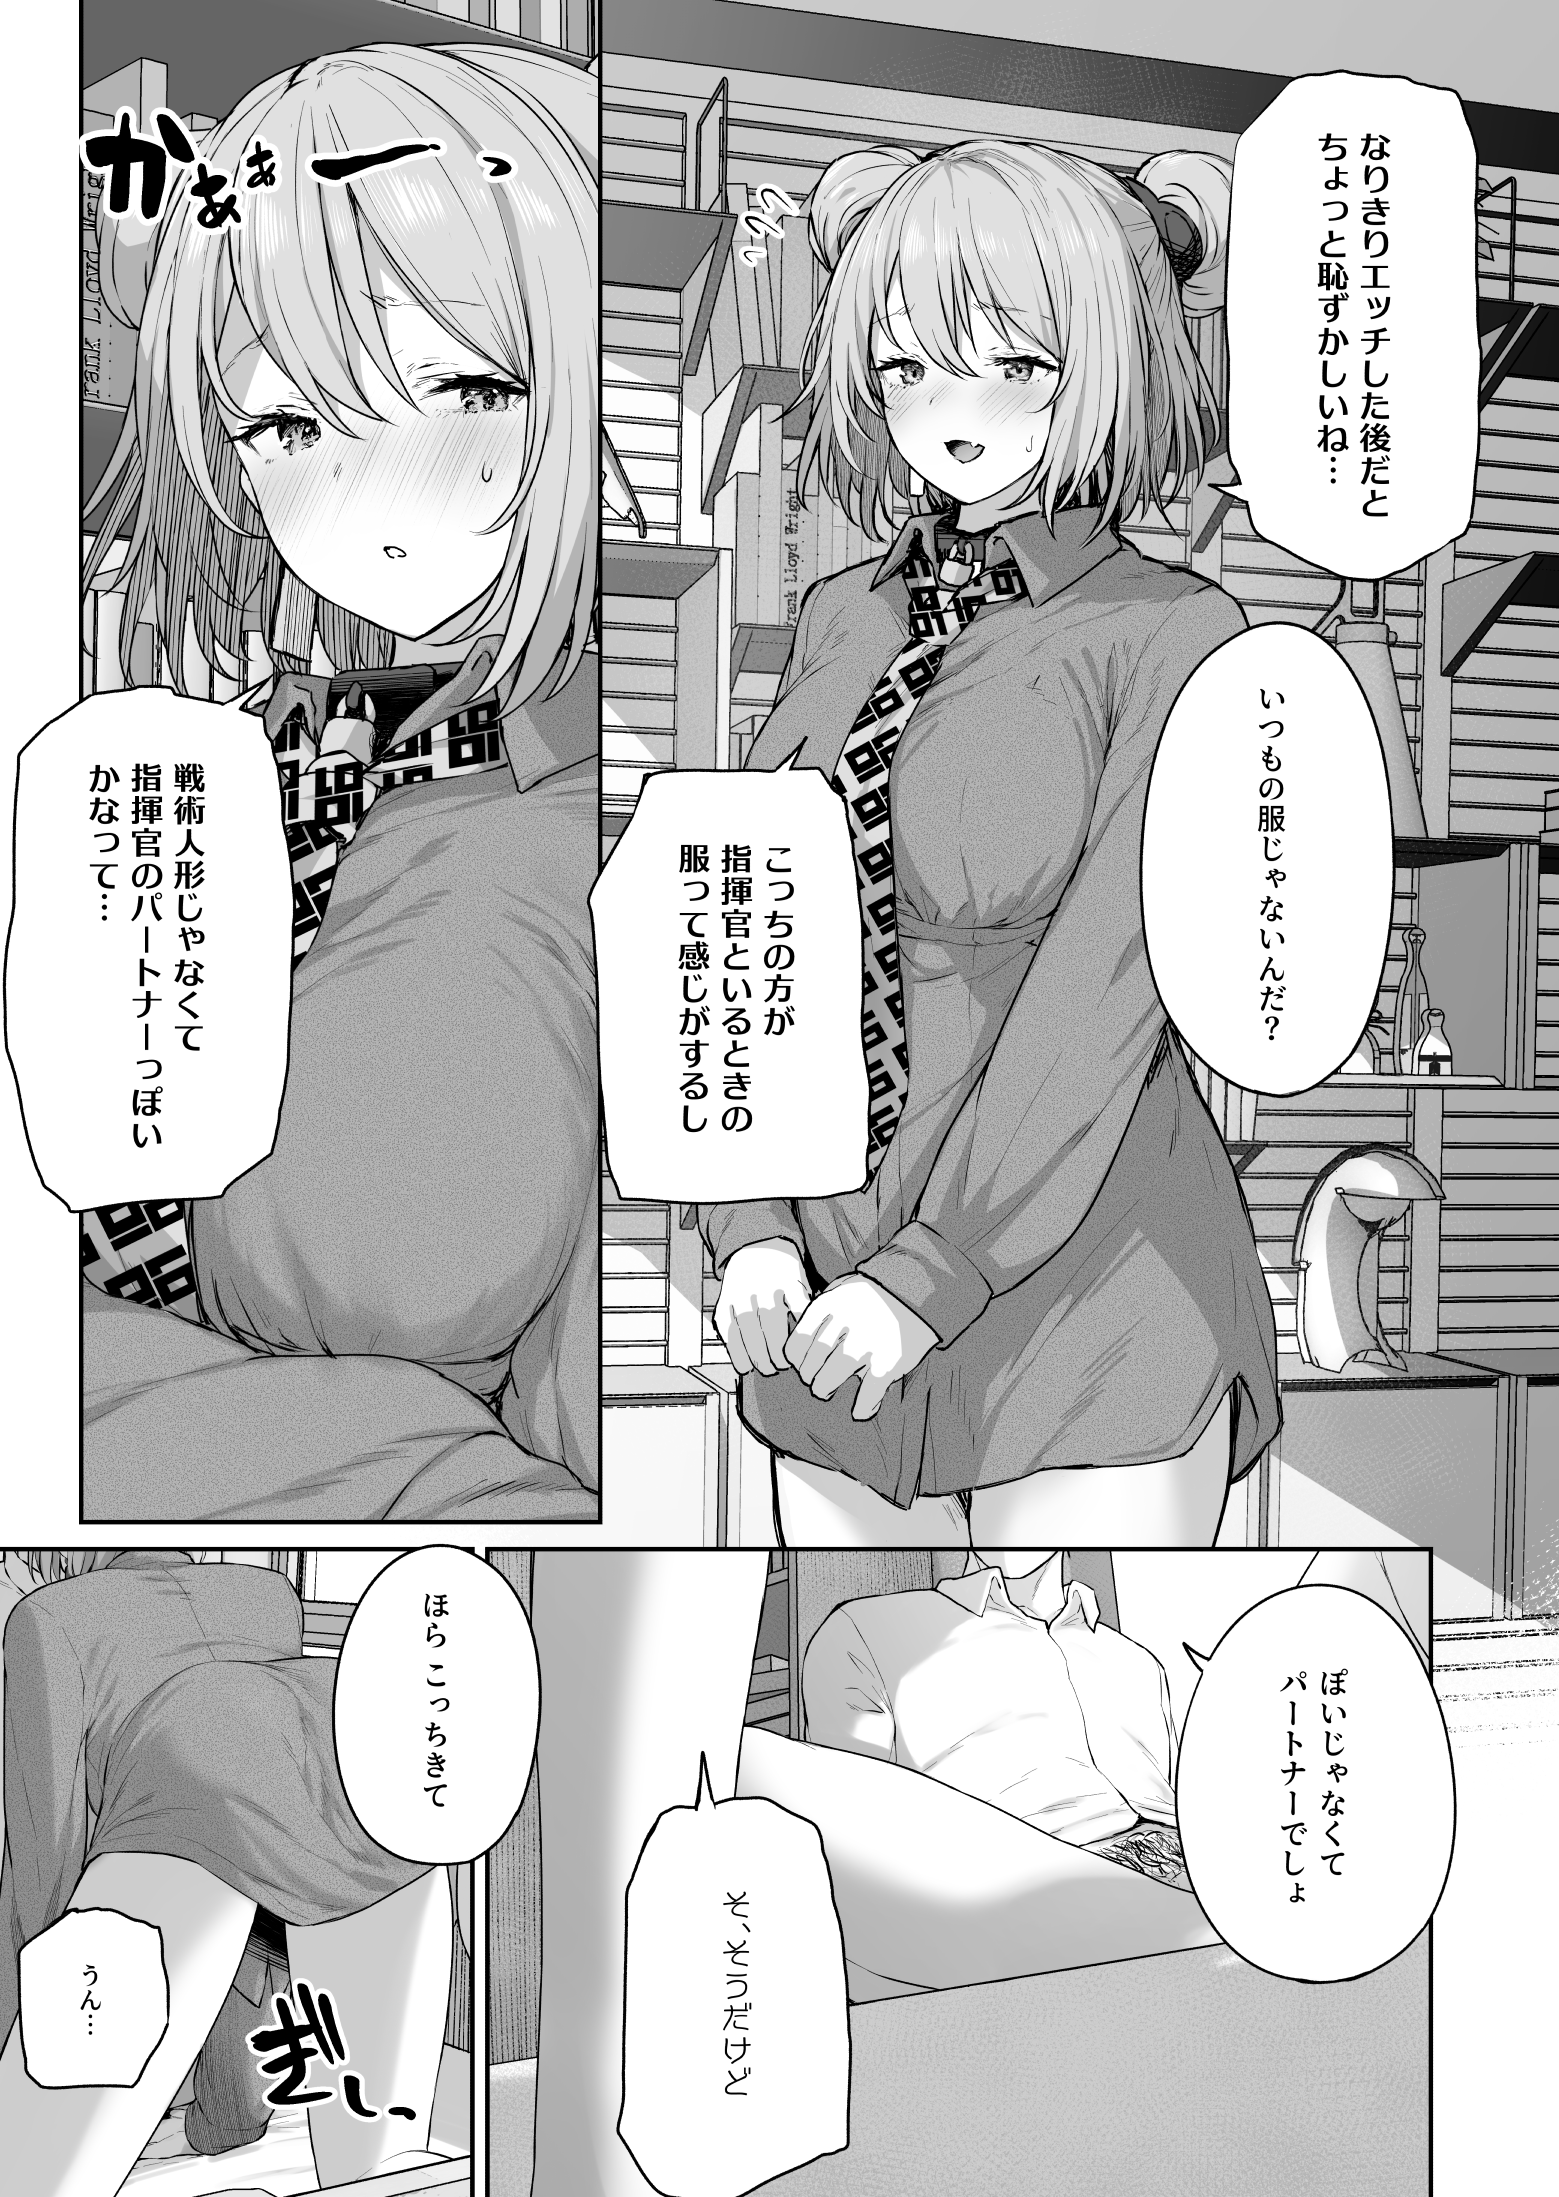 なりきりエッチした後だと
ちょっと恥ずかしいね…
いつもの服じゃないんだ？
こっちの方が
指揮官といるときの
服って感じがするし
Frank Lloyd Wright
かぁぁーっ
rank Lloyd Wrig
戦術人形じゃなくて
指揮官のパートナーっぽい
かなって…
ぽいじゃなくて
パートナーでしょ
そ、そうだけど
ほら こっちきて
うん…
ぎしっ